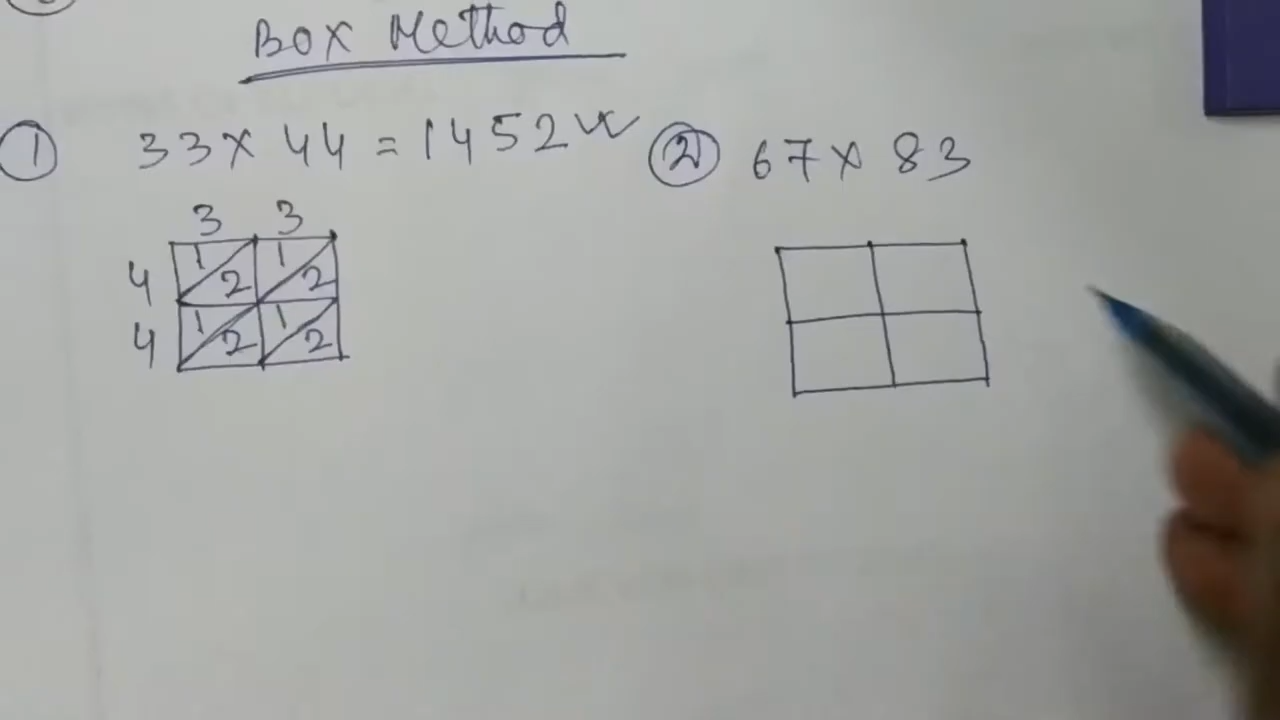 Box Method
① 33 × 44 = 1452 ② 67 × 83
3 3
4 1 2 1 2
4 1 2 1 2